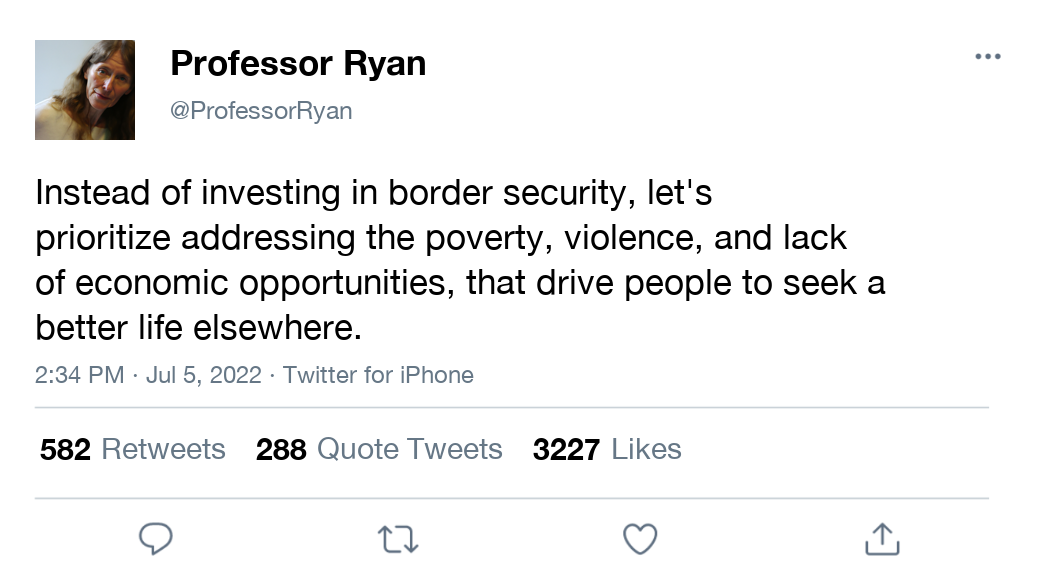 Professor Ryan
@ProfessorRyan
Instead of investing in border security, let's
prioritize addressing the poverty, violence, and lack
of economic opportunities, that drive people to seek a
better life elsewhere.
2:34 PM · Jul 5, 2022 · Twitter for iPhone
582 Retweets 288 Quote Tweets 3227 Likes